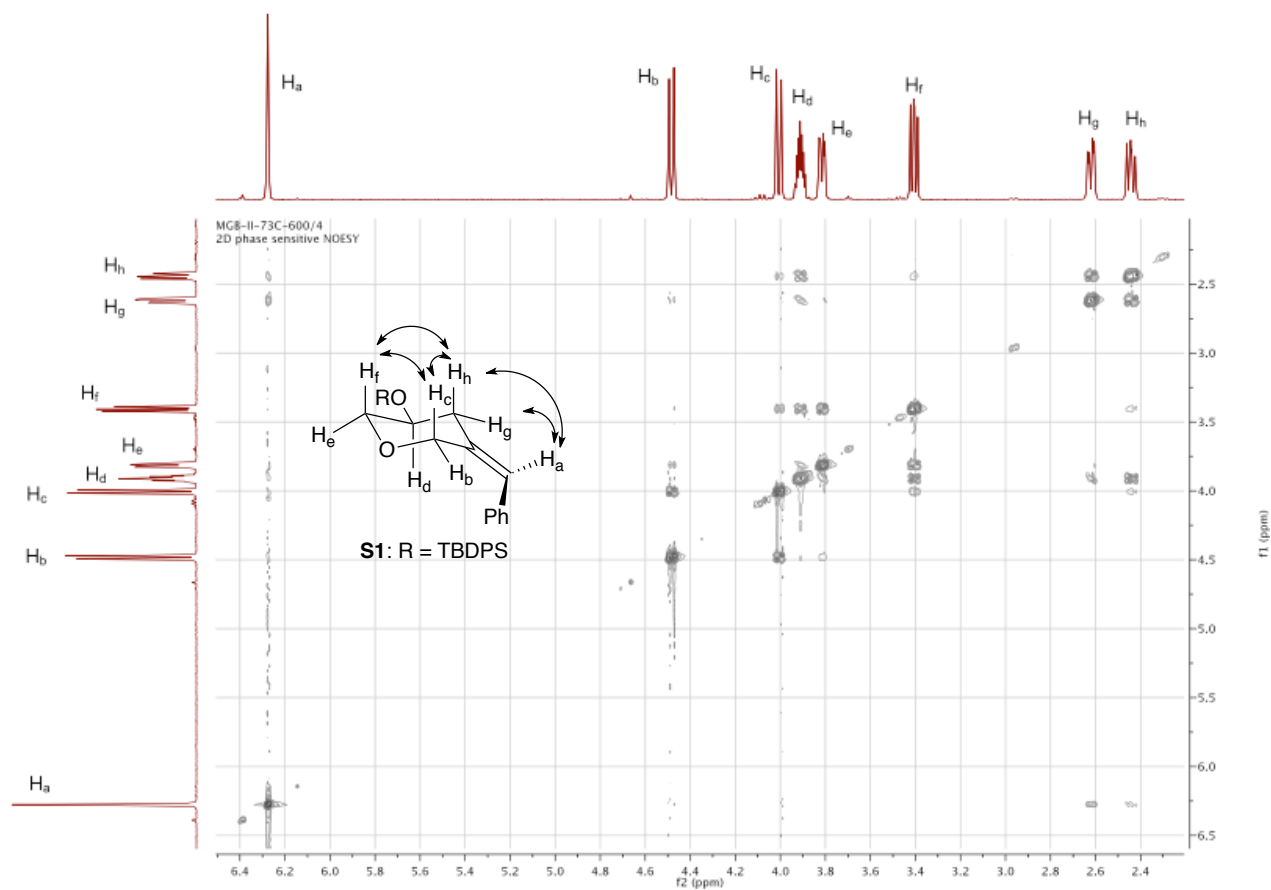 Ha
Hb
Hc
Hd
He
Hf
Hg
Hh
MGB-II-73C-600/4
2D phase sensitive NOESY
Hh
Hg
Hf
He
Hd
Hc
Hb
Ha
Hf
Hh
RO
Hc
He
O
Hg
Hd
Hb
Ha
Ph
S1: R = TBDPS
2.5
3.0
3.5
4.0
4.5
5.0
5.5
6.0
6.5
f1 (ppm)
6.4 6.2 6.0 5.8 5.6 5.4 5.2 5.0 4.8 4.6 4.4 4.2 4.0 3.8 3.6 3.4 3.2 3.0 2.8 2.6 2.4
f2 (ppm)